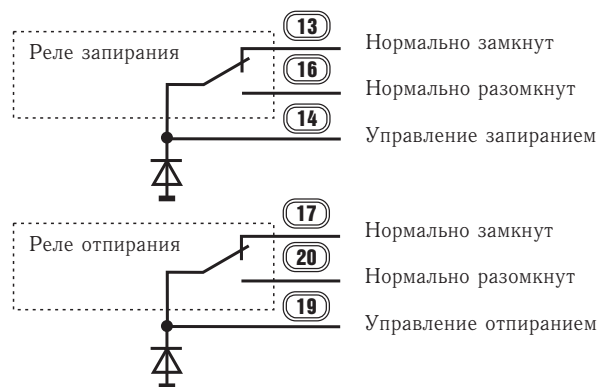 13
Реле запирания
Нормально замкнут
16
Нормально разомкнут
14
Управление запиранием
17
Реле отпирания
Нормально замкнут
20
Нормально разомкнут
19
Управление отпиранием